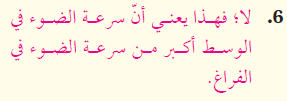 6. لا؛ فهذا يعني أنّ سرعة الضوء في
الوسط أكبر من سرعة الضوء في
الفراغ.